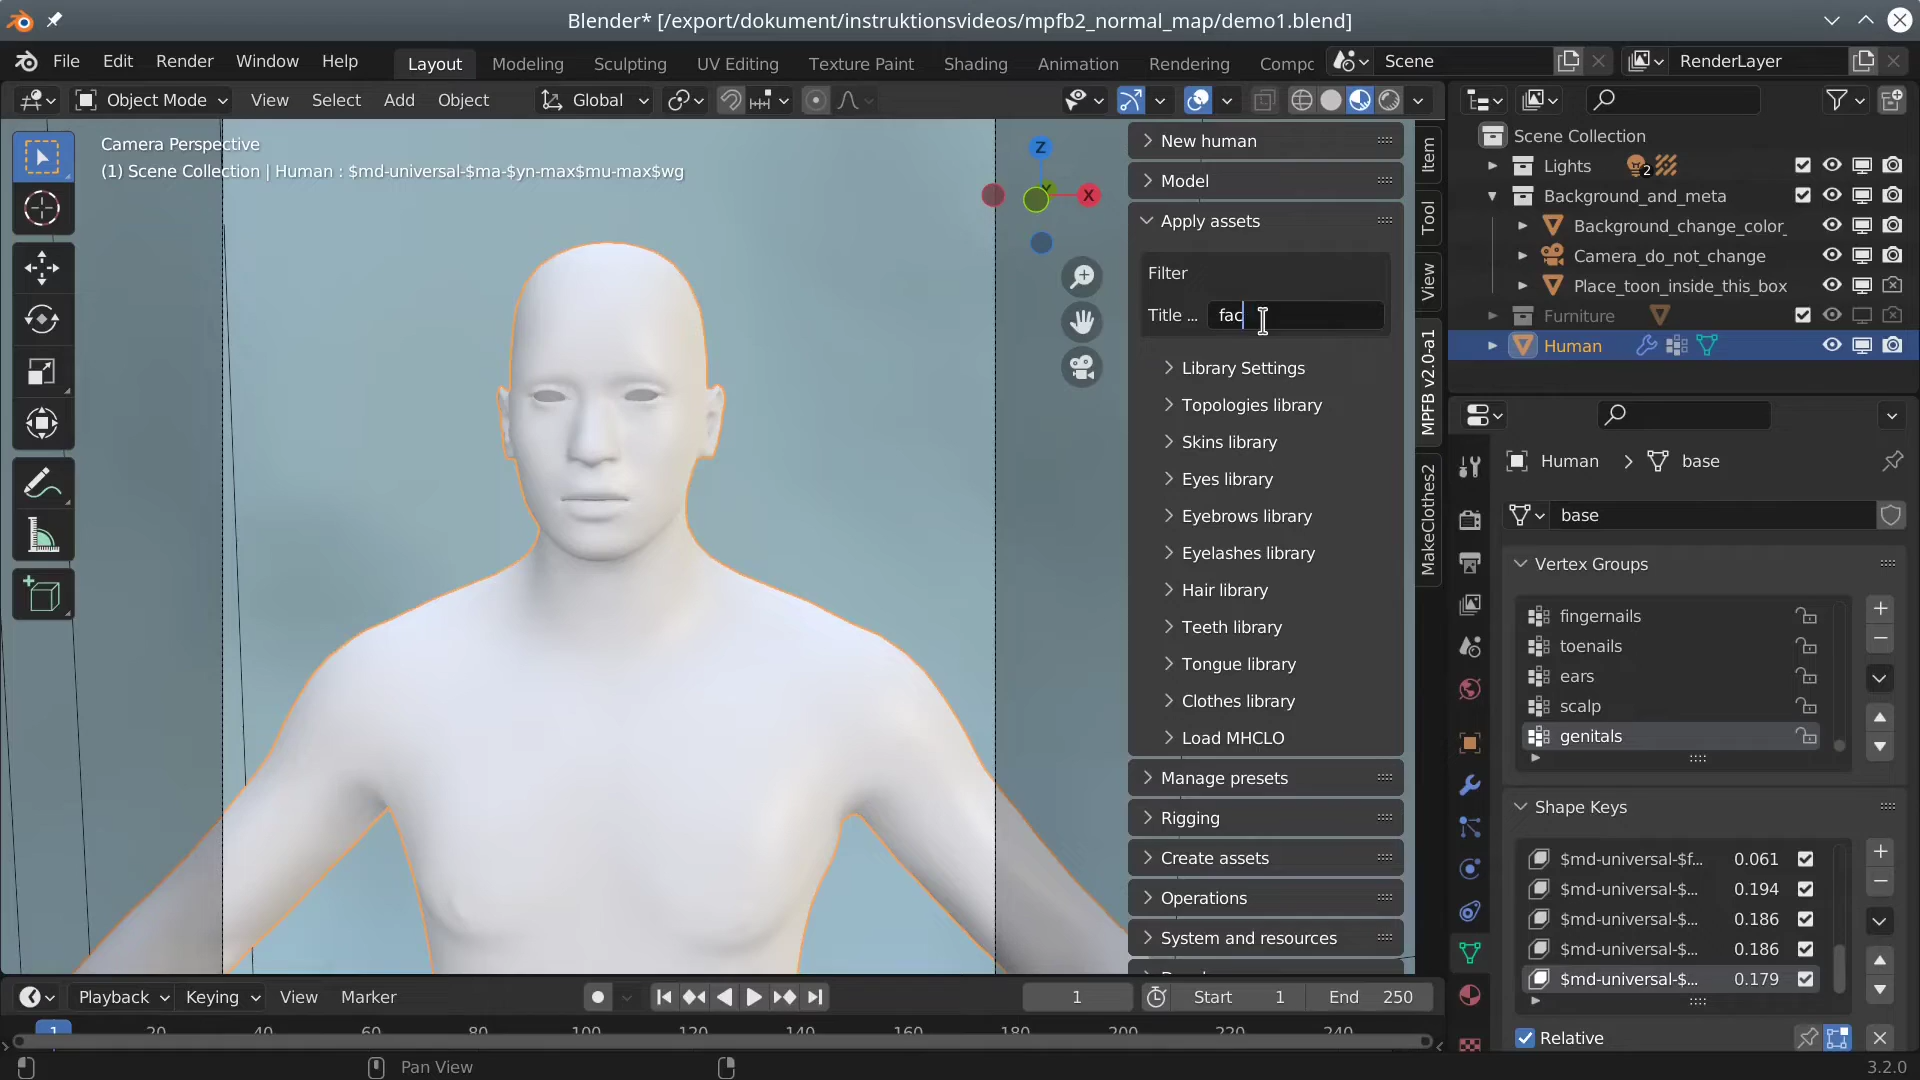 Blender* [/export/dokument/instruktionsvideos/mpfb2_normal_map/demo1.blend]
File Edit Render Window Help Layout Modeling Sculpting UV Editing Texture Paint Shading Animation Rendering Compc Scene RenderLayer
Object Mode View Select Add Object Global
Camera Perspective
(1) Scene Collection | Human : $md-universal-$ma-$yn-max$mu-max$wg
Z
X
Y
New human
Model
Apply assets
Filter
Title ... fac
Library Settings
Topologies library
Skins library
Eyes library
Eyebrows library
Eyelashes library
Hair library
Teeth library
Tongue library
Clothes library
Load MHCLO
Manage presets
Rigging
Create assets
Operations
System and resources
Item
Tool
View
MPFB v2.0-a1
MakeClothes2
Scene Collection
Lights 2
Background_and_meta
Background_change_color_
Camera_do_not_change
Place_toon_inside_this_box
Furniture
Human
Human base
base
Vertex Groups
fingernails
toenails
ears
scalp
genitals
Shape Keys
$md-universal-$f... 0.061
$md-universal-$... 0.194
$md-universal-$... 0.186
$md-universal-$... 0.186
$md-universal-$... 0.179
Relative
Playback Keying View Marker 1 Start 1 End 250
1 20 40 60 80 100 120 140 160 180 200 220 240
Pan View 3.2.0